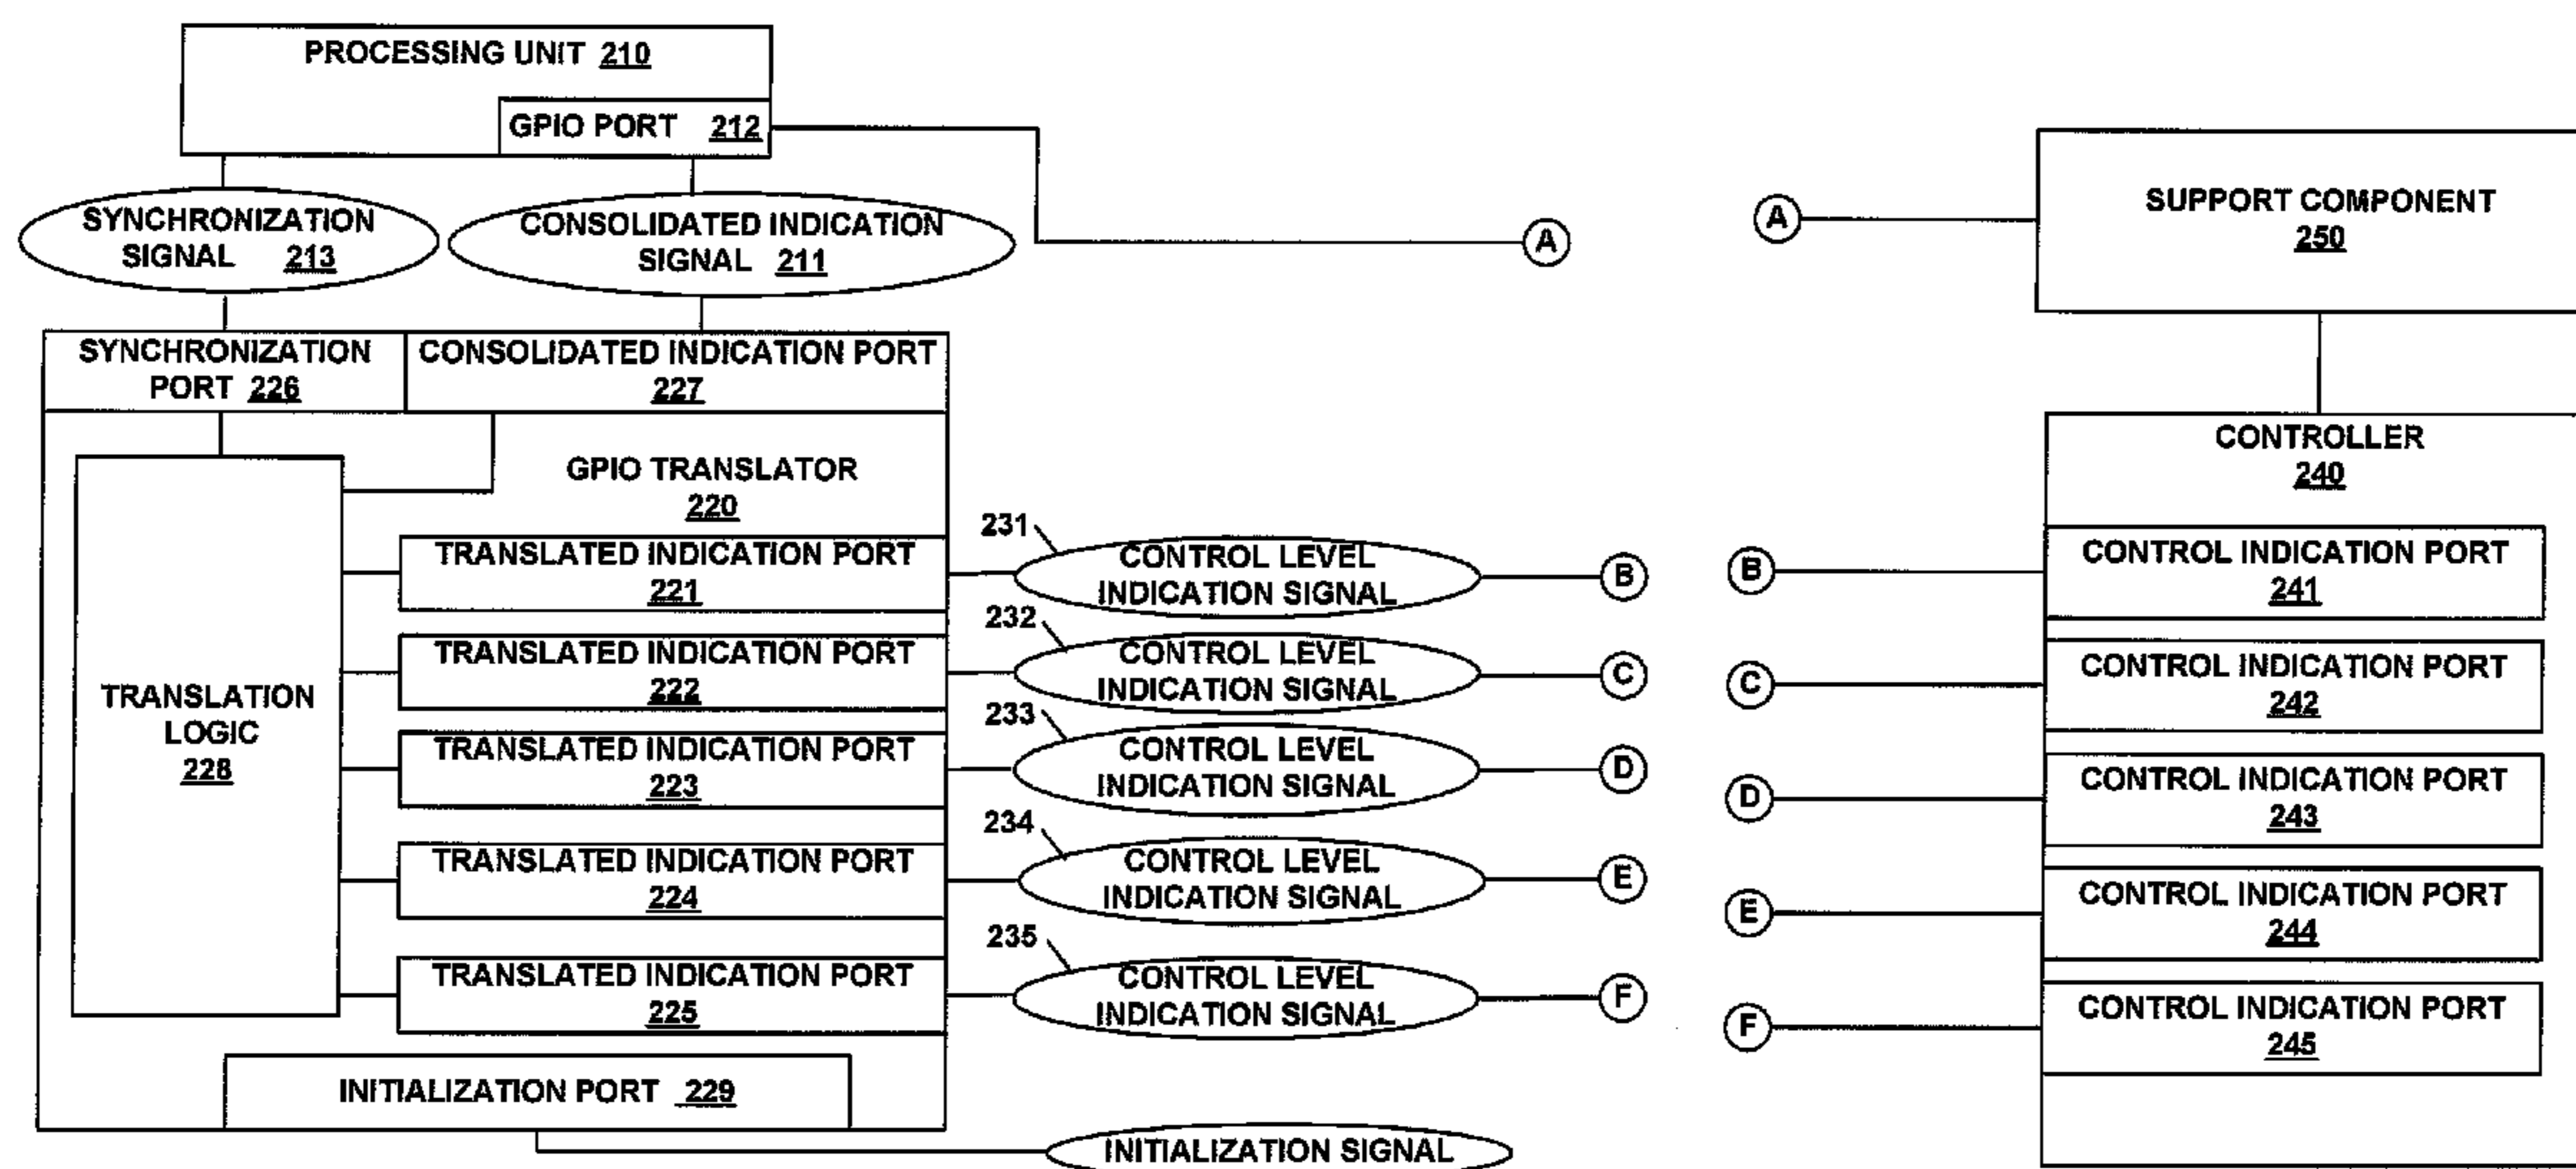 PROCESSING UNIT 210
GPIO PORT 212
SYNCHRONIZATION
SIGNAL 213
CONSOLIDATED INDICATION
SIGNAL 211
A
A
SUPPORT COMPONENT
250
SYNCHRONIZATION
PORT 226
CONSOLIDATED INDICATION PORT
227
GPIO TRANSLATOR
220
TRANSLATION
LOGIC
228
TRANSLATED INDICATION PORT
221
TRANSLATED INDICATION PORT
222
TRANSLATED INDICATION PORT
223
TRANSLATED INDICATION PORT
224
TRANSLATED INDICATION PORT
225
INITIALIZATION PORT 229
231
CONTROL LEVEL
INDICATION SIGNAL
B
232
CONTROL LEVEL
INDICATION SIGNAL
C
233
CONTROL LEVEL
INDICATION SIGNAL
D
234
CONTROL LEVEL
INDICATION SIGNAL
E
235
CONTROL LEVEL
INDICATION SIGNAL
F
INITIALIZATION SIGNAL
CONTROLLER
240
B
CONTROL INDICATION PORT
241
C
CONTROL INDICATION PORT
242
D
CONTROL INDICATION PORT
243
E
CONTROL INDICATION PORT
244
F
CONTROL INDICATION PORT
245